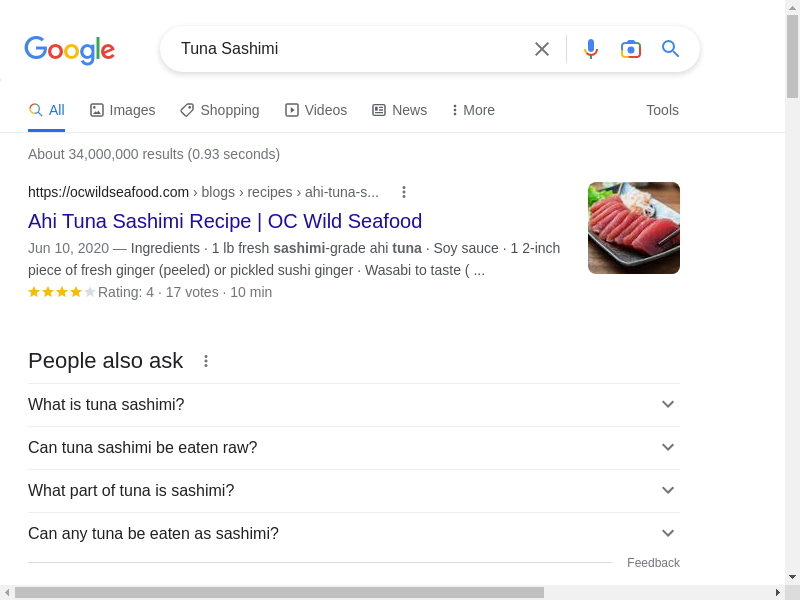 Google
Tuna Sashimi
All
Images
Shopping
Videos
News
More
Tools
About 34,000,000 results (0.93 seconds)
https://ocwildseafood.com › blogs › recipes › ahi-tuna-s...
Ahi Tuna Sashimi Recipe | OC Wild Seafood
Jun 10, 2020 — Ingredients · 1 lb fresh sashimi-grade ahi tuna · Soy sauce · 1 2-inch
piece of fresh ginger (peeled) or pickled sushi ginger · Wasabi to taste ( ...
Rating: 4 · 17 votes · 10 min
People also ask
What is tuna sashimi?
Can tuna sashimi be eaten raw?
What part of tuna is sashimi?
Can any tuna be eaten as sashimi?
Feedback